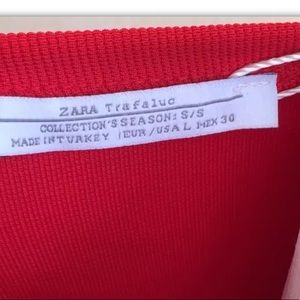 ZARA Trafaluc
COLLECTION'S SEASON: S/S
MADE IN TURKEY |EUR/USA L MEX 30